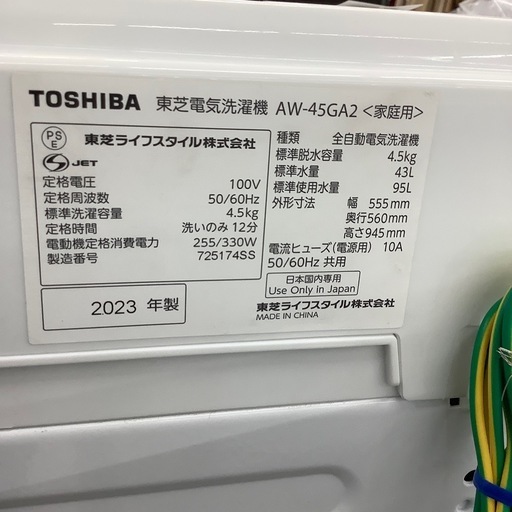 TOSHIBA 東芝電気洗濯機 AW-45GA2 <家庭用>
PS
E
東芝ライフスタイル株式会社
S JET
定格電圧 100V
定格周波数 50/60Hz
標準洗濯容量 4.5kg
定格時間 洗いのみ 12分
電動機定格消費電力 255/330W
製造番号 725174SS
2023 年製
種類 全自動電気洗濯機
標準脱水容量 4.5kg
標準水量 43L
標準使用水量 95L
外形寸法 幅 555mm
奥行560mm
高さ945mm
電流ヒューズ(電源用) 10A
50/60Hz 共用
日本国内専用
Use Only in Japan
東芝ライフスタイル株式会社
MADE IN CHINA